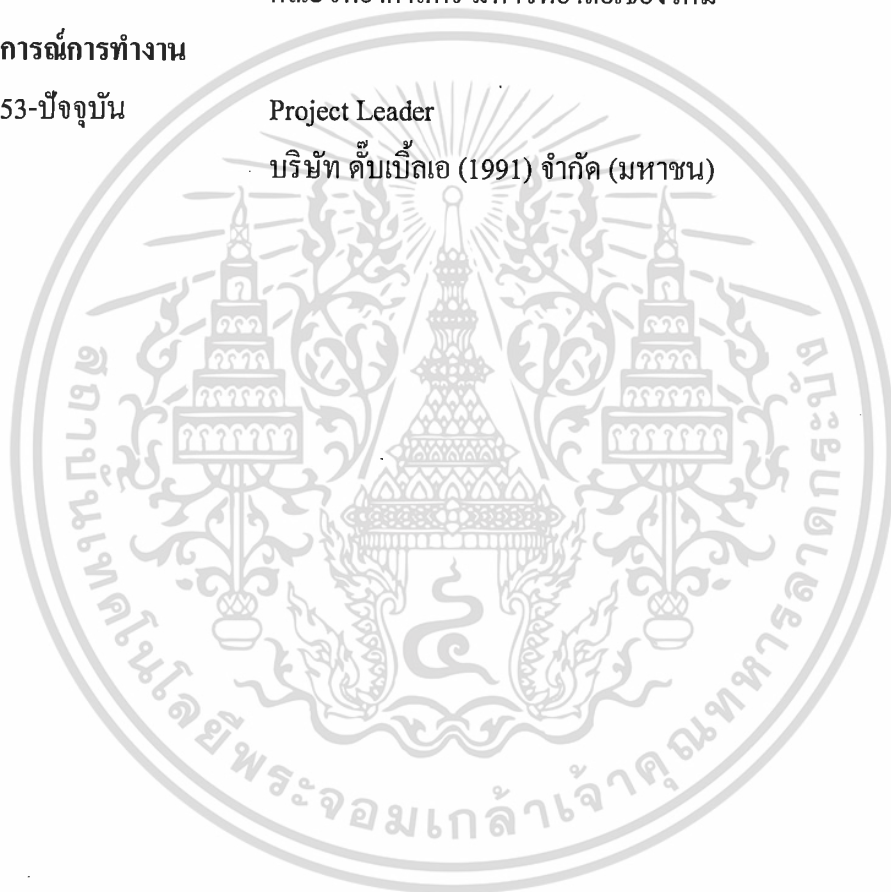 การณ์การทำงาน
53-ปัจจุบัน Project Leader
บริษัท ดั๊บเบิ้ลเอ (1991) จำกัด (มหาชน)
สถาบันเทคโนโลยีพระจอมเกล้าเจ้าคุณทหารลาดกระบัง